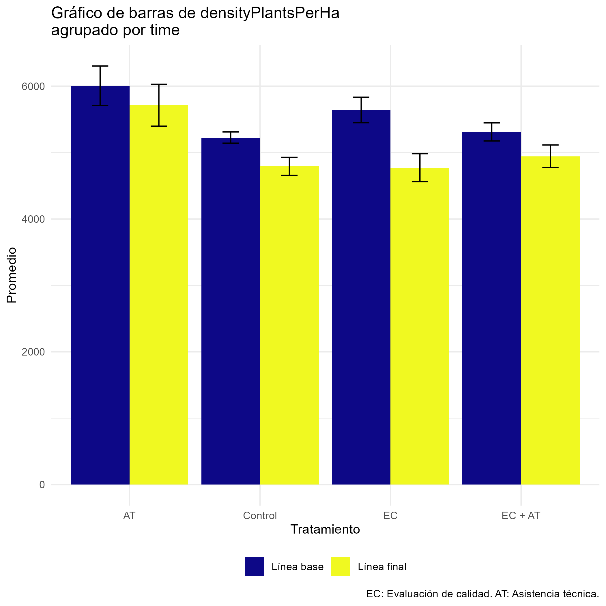 Gráfico de barras de densityPlantsPerHa
agrupado por time
Promedio
6000
4000
2000
0
AT
Control
EC
EC + AT
Tratamiento
Línea base
Línea final
EC: Evaluación de calidad. AT: Asistencia técnica.